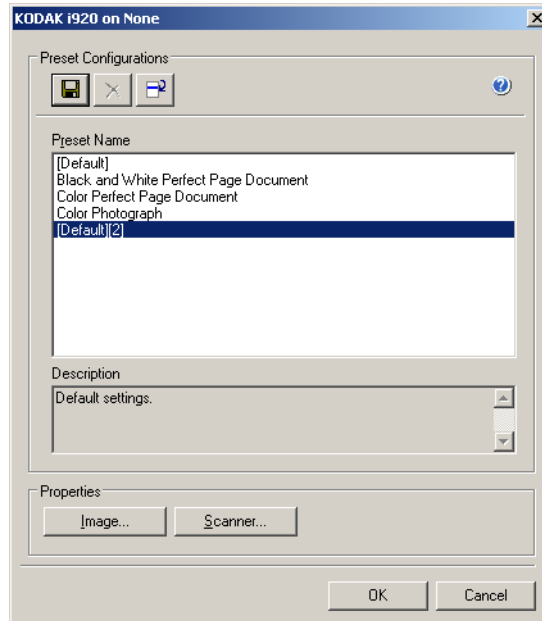 KODAK i920 on None
Preset Configurations
Preset Name
[Default]
Black and White Perfect Page Document
Color Perfect Page Document
Color Photograph
[Default][2]
Description
Default settings.
Properties
Image...
Scanner...
OK
Cancel